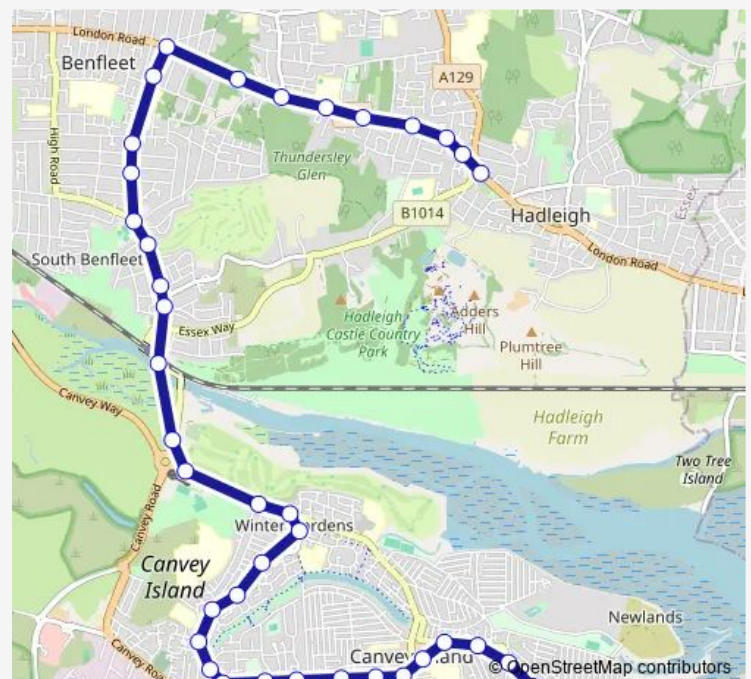 London Road
Benfleet
A129
High Road
Thundersley
Glen
Essex
B1014
Hadleigh
London Road
South Benfleet
Essex Way
Hadleigh
Castle Country
Park
Adders
Hill
Plumtree
Hill
Canvey Way
Hadleigh
Farm
Two Tree
Island
Canvey Road
Canvey
Island
Newlands
© OpenStreetMap contributors